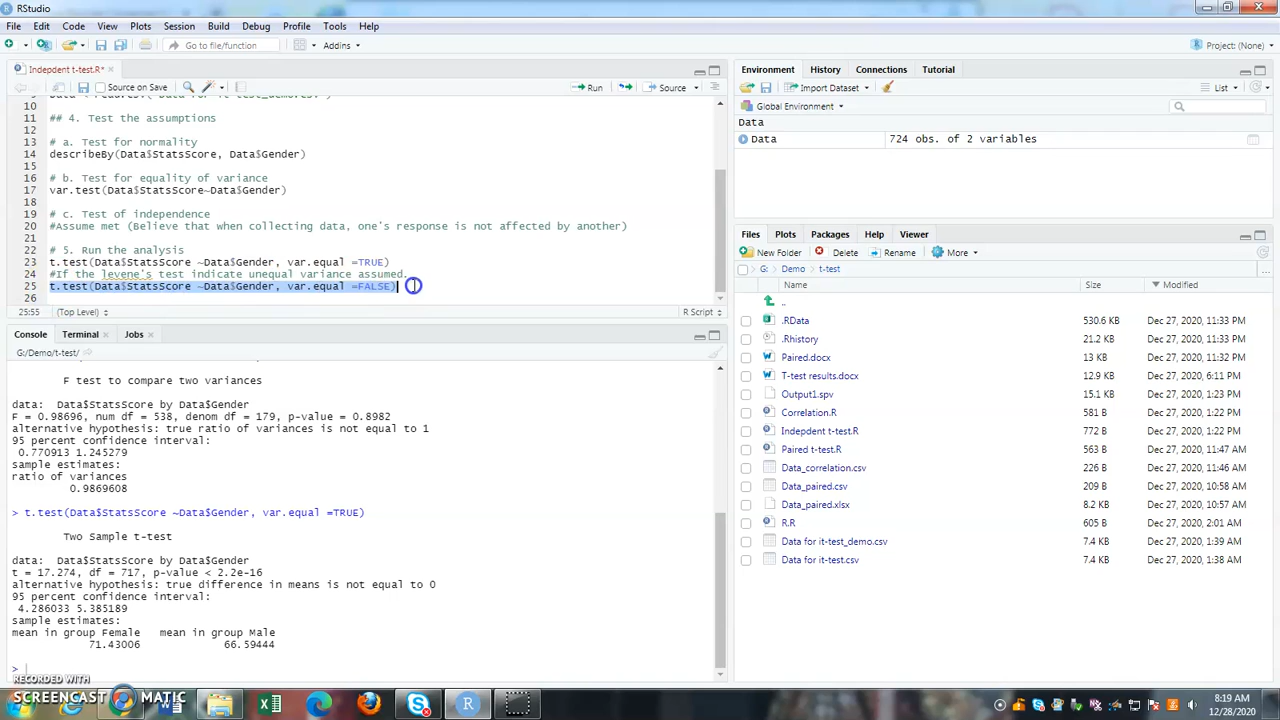 RStudio
File Edit Code View Plots Session Build Debug Profile Tools Help
Go to file/function Addins Project: (None)
Indepdent t-test.R*
Source on Save Run Source
10
11 ## 4. Test the assumptions
12
13 # a. Test for normality
14 describeBy(Data$StatsScore, Data$Gender)
15
16 # b. Test for equality of variance
17 var.test(Data$StatsScore~Data$Gender)
18
19 # c. Test of independence
20 #Assume met (Believe that when collecting data, one's response is not affected by another)
21
22 # 5. Run the analysis
23 t.test(Data$StatsScore ~Data$Gender, var.equal =TRUE)
24 #If the levene's test indicate unequal variance assumed.
25 t.test(Data$StatsScore ~Data$Gender, var.equal =FALSE)
26
25:55 (Top Level) R Script
Console Terminal Jobs
G:/Demo/t-test/
F test to compare two variances
data: Data$StatsScore by Data$Gender
F = 0.98696, num df = 538, denom df = 179, p-value = 0.8982
alternative hypothesis: true ratio of variances is not equal to 1
95 percent confidence interval:
0.770913 1.245279
sample estimates:
ratio of variances
0.9869608
> t.test(Data$StatsScore ~Data$Gender, var.equal =TRUE)
Two Sample t-test
data: Data$StatsScore by Data$Gender
t = 17.274, df = 717, p-value < 2.2e-16
alternative hypothesis: true difference in means is not equal to 0
95 percent confidence interval:
4.286033 5.385189
sample estimates:
mean in group Female mean in group Male
71.43006 66.59444
>
Environment History Connections Tutorial
Import Dataset List
Global Environment
Data
Data 724 obs. of 2 variables
Files Plots Packages Help Viewer
New Folder Delete Rename More
G: Demo t-test ...
Name Size Modified
..
.RData 530.6 KB Dec 27, 2020, 11:33 PM
.Rhistory 21.2 KB Dec 27, 2020, 11:33 PM
Paired.docx 13 KB Dec 27, 2020, 11:32 PM
T-test results.docx 12.9 KB Dec 27, 2020, 6:11 PM
Output1.spv 15.1 KB Dec 27, 2020, 1:23 PM
Correlation.R 581 B Dec 27, 2020, 1:22 PM
Indepdent t-test.R 772 B Dec 27, 2020, 1:22 PM
Paired t-test.R 563 B Dec 27, 2020, 11:47 AM
Data_correlation.csv 226 B Dec 27, 2020, 11:46 AM
Data_paired.csv 209 B Dec 27, 2020, 10:58 AM
Data_paired.xlsx 8.2 KB Dec 27, 2020, 10:57 AM
R.R 605 B Dec 27, 2020, 2:01 AM
Data for it-test_demo.csv 7.4 KB Dec 27, 2020, 1:39 AM
Data for it-test.csv 7.4 KB Dec 27, 2020, 1:38 AM
RECORDED WITH
SCREENCAST MATIC
8:19 AM
12/28/2020